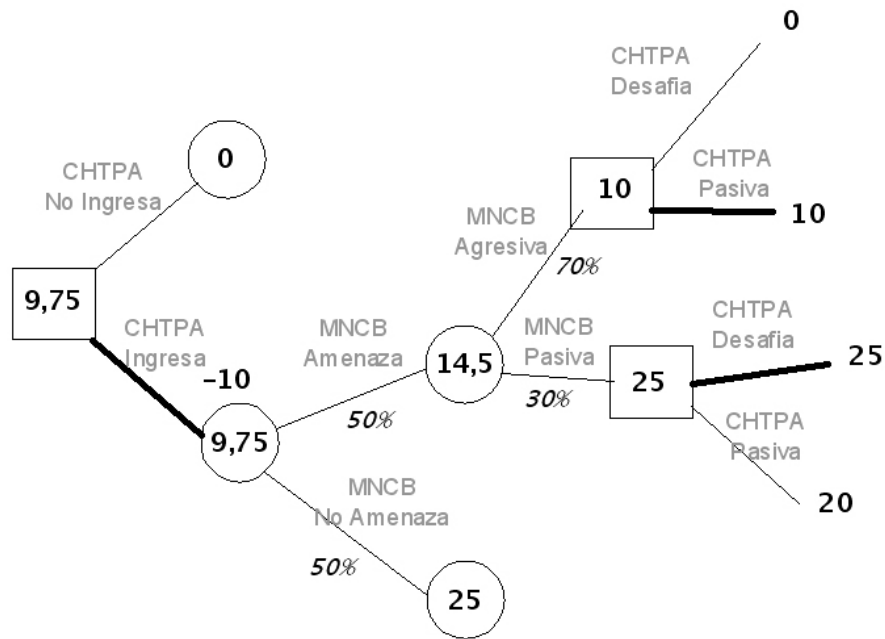 0
CHTPA
Desafia
CHTPA
No Ingresa
0
10
CHTPA
Pasiva
10
MNCB
Agresiva
70%
9,75
CHTPA
Ingresa
-10
MNCB
Amenaza
50%
14,5
MNCB
Pasiva
30%
CHTPA
Desafia
25
25
CHTPA
Pasiva
20
9,75
MNCB
No Amenaza
50%
25